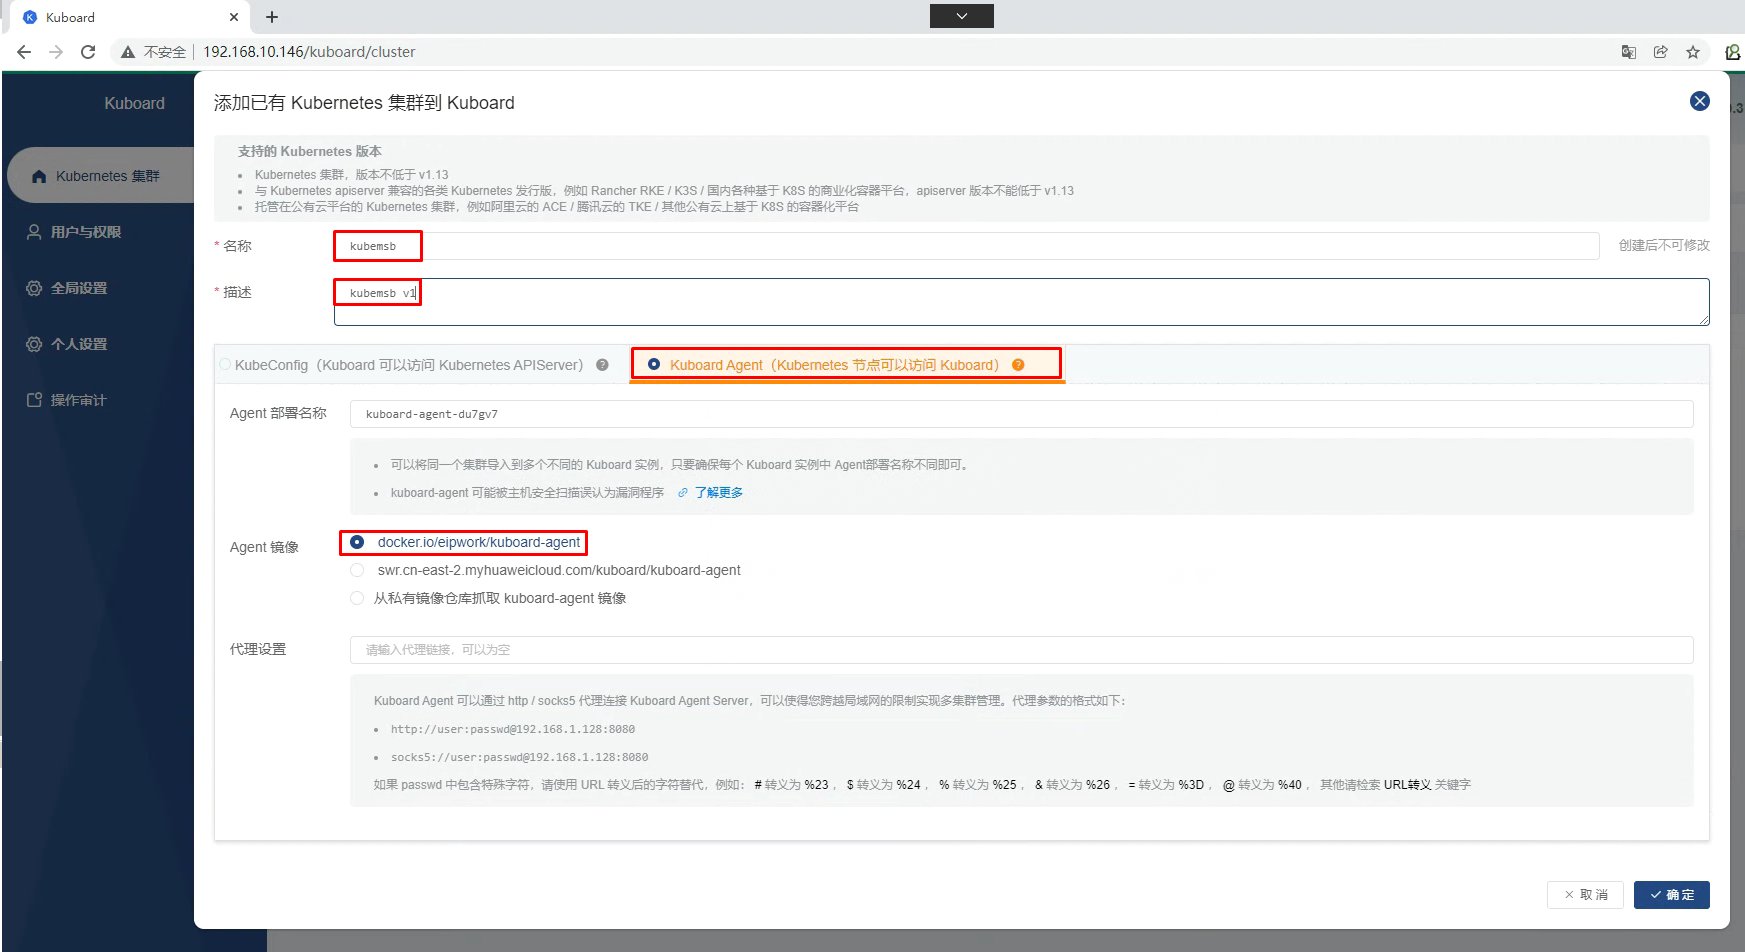 Kuboard
不安全 192.168.10.146/kuboard/cluster
Kuboard
Kubernetes 集群
用户与权限
全局设置
个人设置
操作审计
添加已有 Kubernetes 集群到 Kuboard
支持的 Kubernetes 版本
Kubernetes 集群，版本不低于 v1.13
与 Kubernetes apiserver 兼容的各类 Kubernetes 发行版，例如 Rancher RKE / K3S / 国内各种基于 K8S 的商业化容器平台，apiserver 版本不能低于 v1.13
托管在公有云平台的 Kubernetes 集群，例如阿里云的 ACE / 腾讯云的 TKE / 其他公有云上基于 K8S 的容器化平台
* 名称 kubemsb 创建后不可修改
* 描述 kubemsb v1
KubeConfig（Kuboard 可以访问 Kubernetes APIServer） Kuboard Agent（Kubernetes 节点可以访问 Kuboard）
Agent 部署名称 kuboard-agent-du7gv7
可以将同一个集群导入到多个不同的 Kuboard 实例，只要确保每个 Kuboard 实例中 Agent部署名称不同即可。
kuboard-agent 可能被主机安全扫描误认为漏洞程序 了解更多
Agent 镜像 docker.io/eipwork/kuboard-agent
swr.cn-east-2.myhuaweicloud.com/kuboard/kuboard-agent
从私有镜像仓库抓取 kuboard-agent 镜像
代理设置 请输入代理链接，可以为空
Kuboard Agent 可以通过 http / socks5 代理连接 Kuboard Agent Server，可以使得您跨越局域网的限制实现多集群管理。代理参数的格式如下：
http://user:passwd@192.168.1.128:8080
socks5://user:passwd@192.168.1.128:8080
如果 passwd 中包含特殊字符，请使用 URL 转义后的字符替代，例如： # 转义为 %23 ， $ 转义为 %24 ， % 转义为 %25 ， & 转义为 %26 ， = 转义为 %3D ， @ 转义为 %40 ， 其他请检索 URL转义 关键字
取消 确定